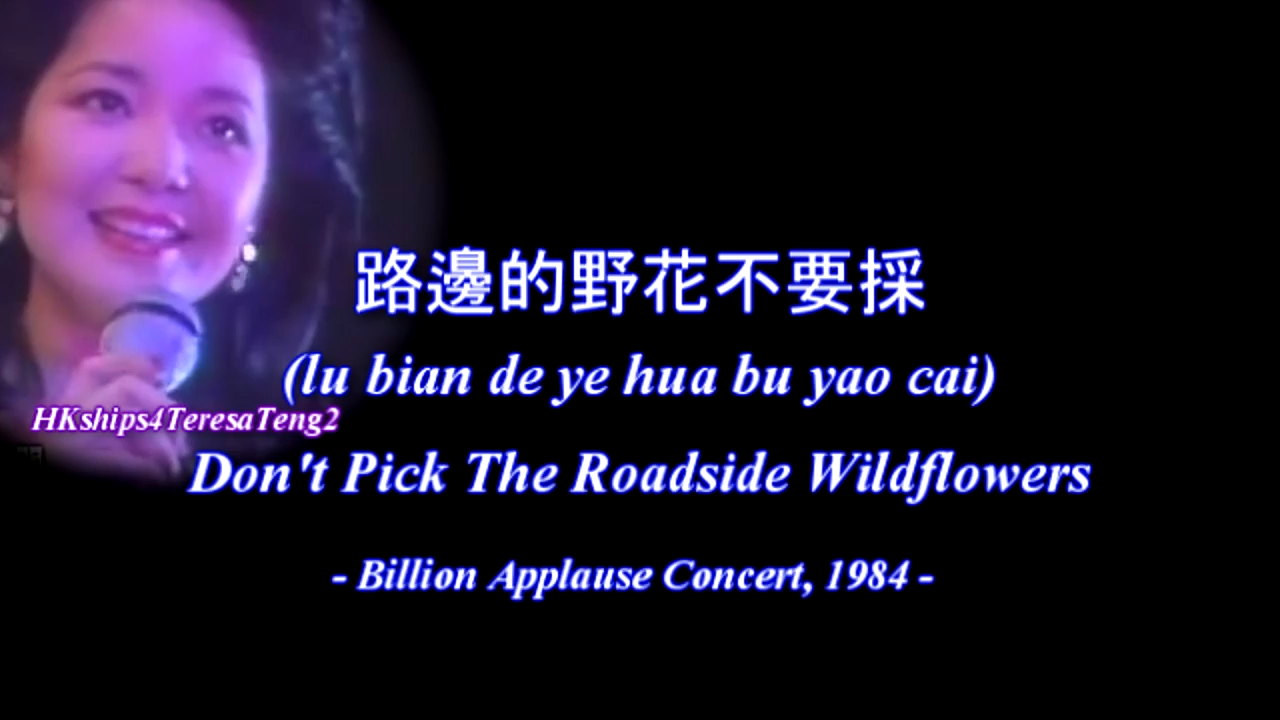 路邊的野花不要採
(lu bian de ye hua bu yao cai)
HKships4TeresaTeng2
Don't Pick The Roadside Wildflowers
- Billion Applause Concert, 1984 -